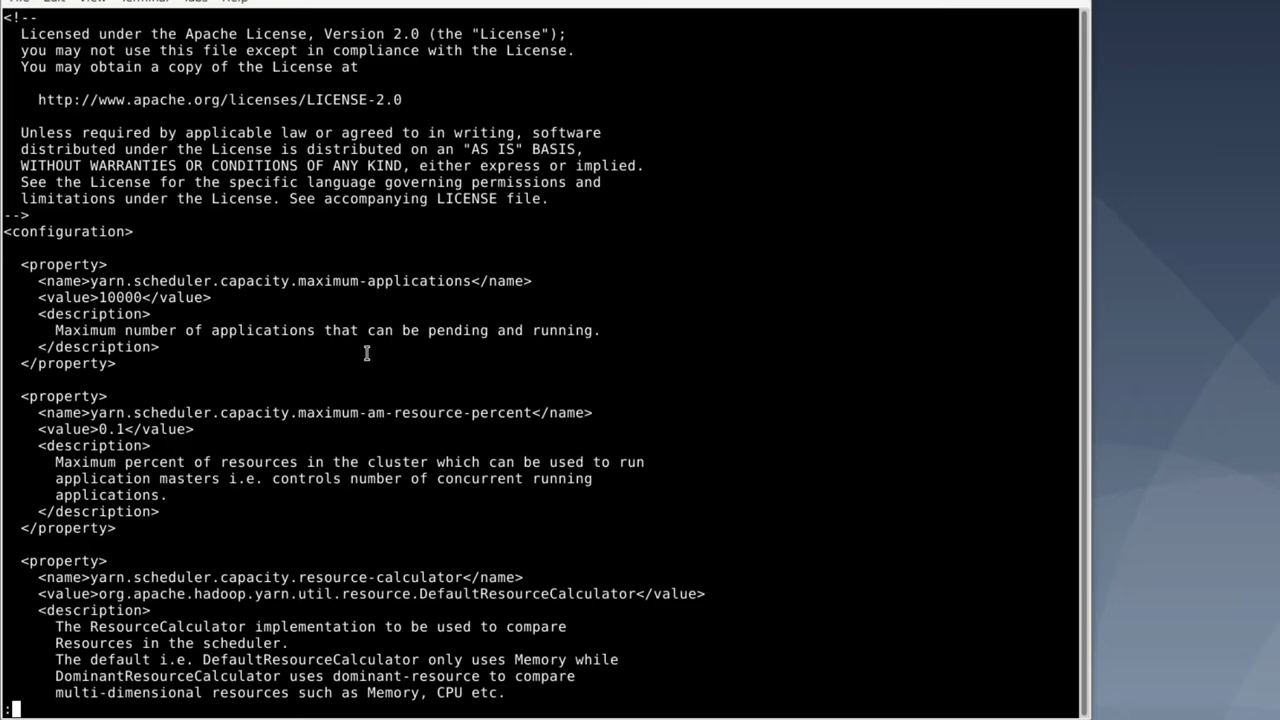 <!--
Licensed under the Apache License, Version 2.0 (the "License");
you may not use this file except in compliance with the License.
You may obtain a copy of the License at
http://www.apache.org/licenses/LICENSE-2.0
Unless required by applicable law or agreed to in writing, software
distributed under the License is distributed on an "AS IS" BASIS,
WITHOUT WARRANTIES OR CONDITIONS OF ANY KIND, either express or implied.
See the License for the specific language governing permissions and
limitations under the License. See accompanying LICENSE file.
-->
<configuration>
<property>
<name>yarn.scheduler.capacity.maximum-applications</name>
<value>10000</value>
<description>
Maximum number of applications that can be pending and running.
</description>
</property>
<property>
<name>yarn.scheduler.capacity.maximum-am-resource-percent</name>
<value>0.1</value>
<description>
Maximum percent of resources in the cluster which can be used to run
application masters i.e. controls number of concurrent running
applications.
</description>
</property>
<property>
<name>yarn.scheduler.capacity.resource-calculator</name>
<value>org.apache.hadoop.yarn.util.resource.DefaultResourceCalculator</value>
<description>
The ResourceCalculator implementation to be used to compare
Resources in the scheduler.
The default i.e. DefaultResourceCalculator only uses Memory while
DominantResourceCalculator uses dominant-resource to compare
multi-dimensional resources such as Memory, CPU etc.
: